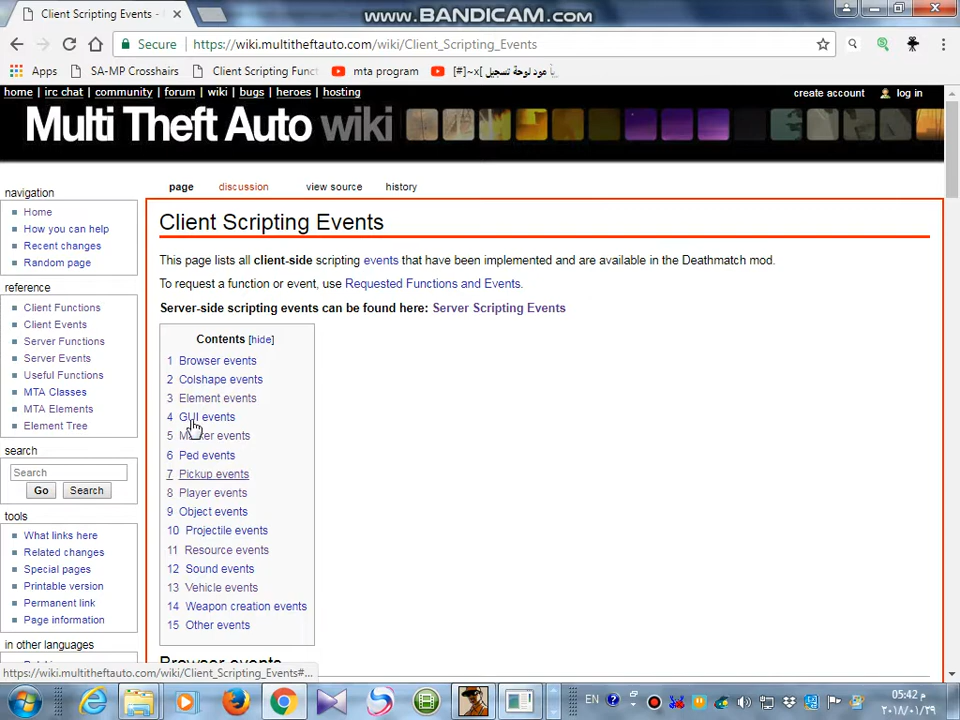 Client Scripting Events -
www.BANDICAM.com
Secure
https://wiki.multitheftauto.com/wiki/Client_Scripting_Events
Apps
SA-MP Crosshairs
Client Scripting Funct
mta program
[#]~x[ مود لوحة تسجيل
home | irc chat | community | forum | wiki | bugs | heroes | hosting
create account
log in
Multi Theft Auto wiki
page
discussion
view source
history
navigation
Home
How you can help
Recent changes
Random page
reference
Client Functions
Client Events
Server Functions
Server Events
Useful Functions
MTA Classes
MTA Elements
Element Tree
search
Search
Go
Search
tools
What links here
Related changes
Special pages
Printable version
Permanent link
Page information
in other languages
Client Scripting Events
This page lists all client-side scripting events that have been implemented and are available in the Deathmatch mod.
To request a function or event, use Requested Functions and Events.
Server-side scripting events can be found here: Server Scripting Events
Contents [hide]
1 Browser events
2 Colshape events
3 Element events
4 GUI events
5 Marker events
6 Ped events
7 Pickup events
8 Player events
9 Object events
10 Projectile events
11 Resource events
12 Sound events
13 Vehicle events
14 Weapon creation events
15 Other events
Browser events
https://wiki.multitheftauto.com/wiki/Client_Scripting_Events#...
EN
05:42 م
٢٠١٨/٠١/٢٩